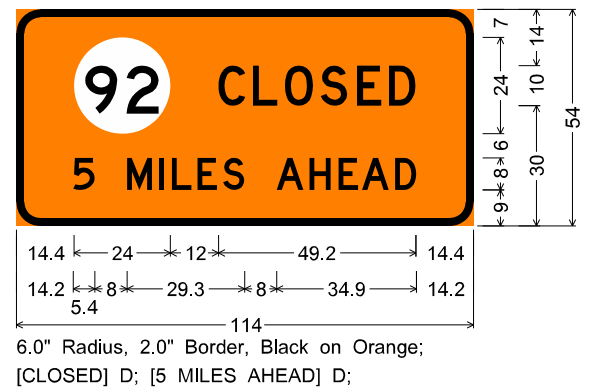 92 CLOSED
5 MILES AHEAD
7
24
6
8
9
14
10
30
54
14.4 24 12 49.2 14.4
14.2 5.4 8 29.3 8 34.9 14.2
114
6.0" Radius, 2.0" Border, Black on Orange;
[CLOSED] D; [5 MILES AHEAD] D;